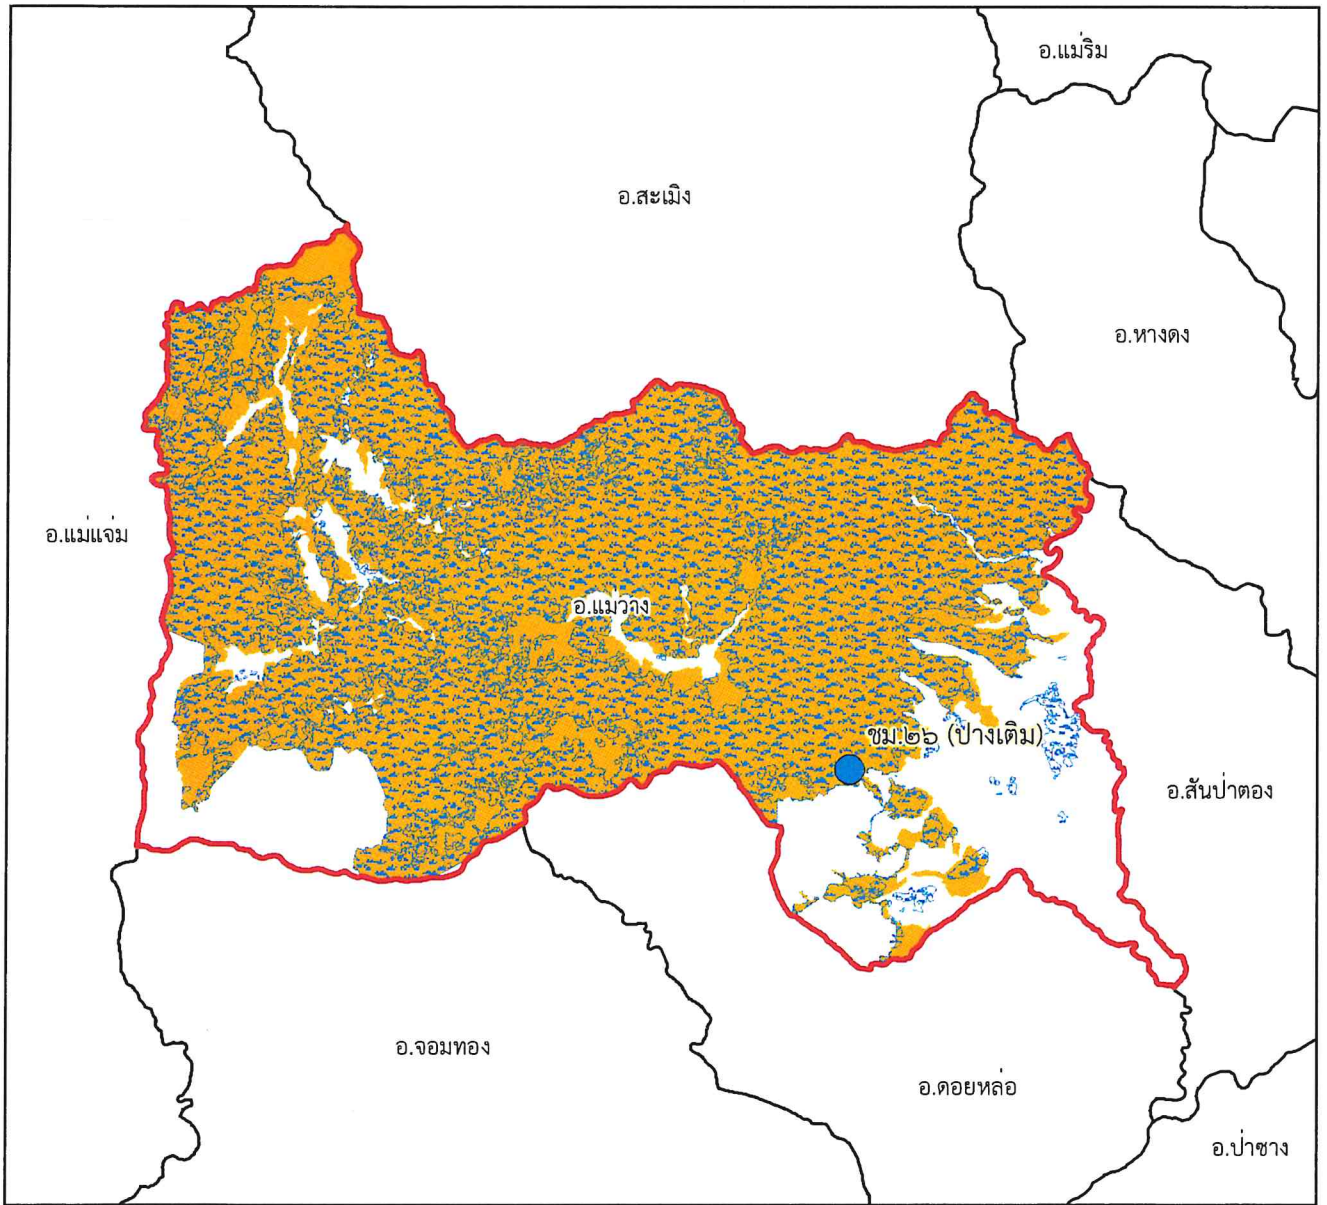 อ.แม่ริม
อ.สะเมิง
อ.หางดง
อ.แม่แจ่ม
อ.แมวาง
ชม.๒๖ (ปางเติม)
อ.สันป่าตอง
อ.จอมทอง
อ.ดอยหล่อ
อ.ป่าซาง